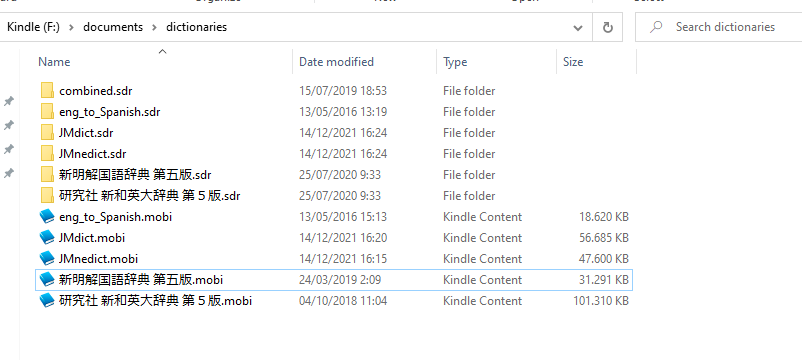 Kindle (F:) > documents > dictionaries
Search dictionaries
Name Date modified Type Size
combined.sdr 15/07/2019 18:53 File folder
eng_to_Spanish.sdr 13/05/2016 13:19 File folder
JMdict.sdr 14/12/2021 16:24 File folder
JMnedict.sdr 14/12/2021 16:24 File folder
新明解国語辞典 第五版.sdr 25/07/2020 9:33 File folder
研究社 新和英大辞典 第５版.sdr 25/07/2020 9:33 File folder
eng_to_Spanish.mobi 13/05/2016 15:13 Kindle Content 18.620 KB
JMdict.mobi 14/12/2021 16:20 Kindle Content 56.685 KB
JMnedict.mobi 14/12/2021 16:15 Kindle Content 47.600 KB
新明解国語辞典 第五版.mobi 24/03/2019 2:09 Kindle Content 31.291 KB
研究社 新和英大辞典 第５版.mobi 04/10/2018 11:04 Kindle Content 101.310 KB